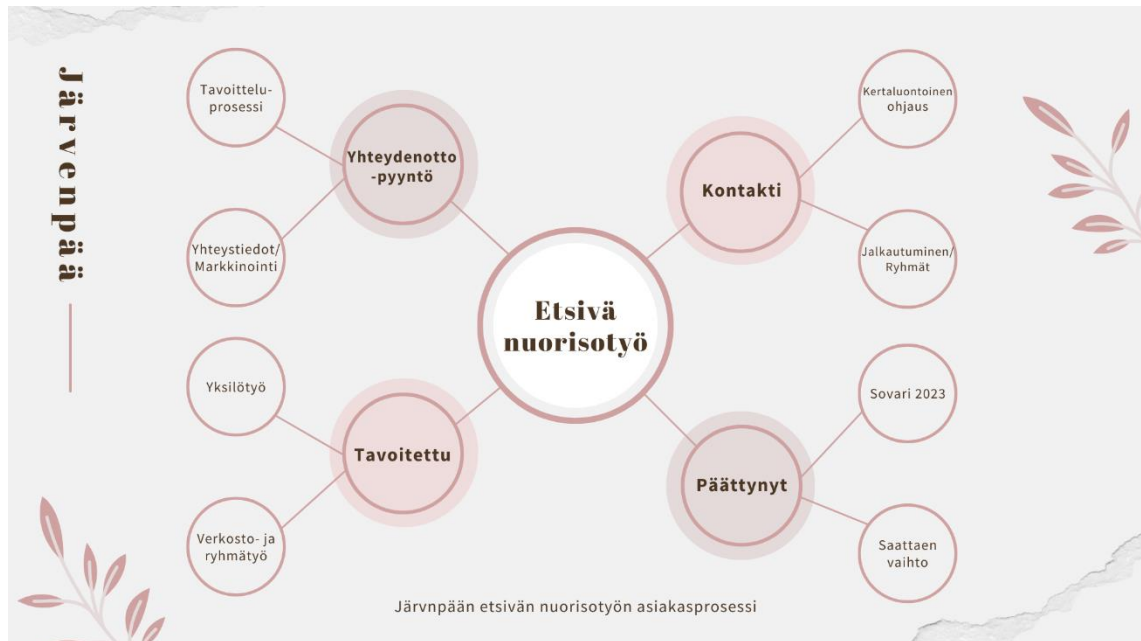 Järvenpää
Tavoittelu-
prosessi
Yhteydenotto
-pyyntö
Yhteystiedot/
Markkinointi
Kertaluontoinen
ohjaus
Kontakti
Jalkautuminen/
Ryhmät
Etsivä
nuorisotyö
Yksilötyö
Tavoitettu
Verkosto- ja
ryhmätyö
Sovari 2023
Päättynyt
Saattaen
vaihto
Järvnpään etsivän nuorisotyön asiakasprosessi